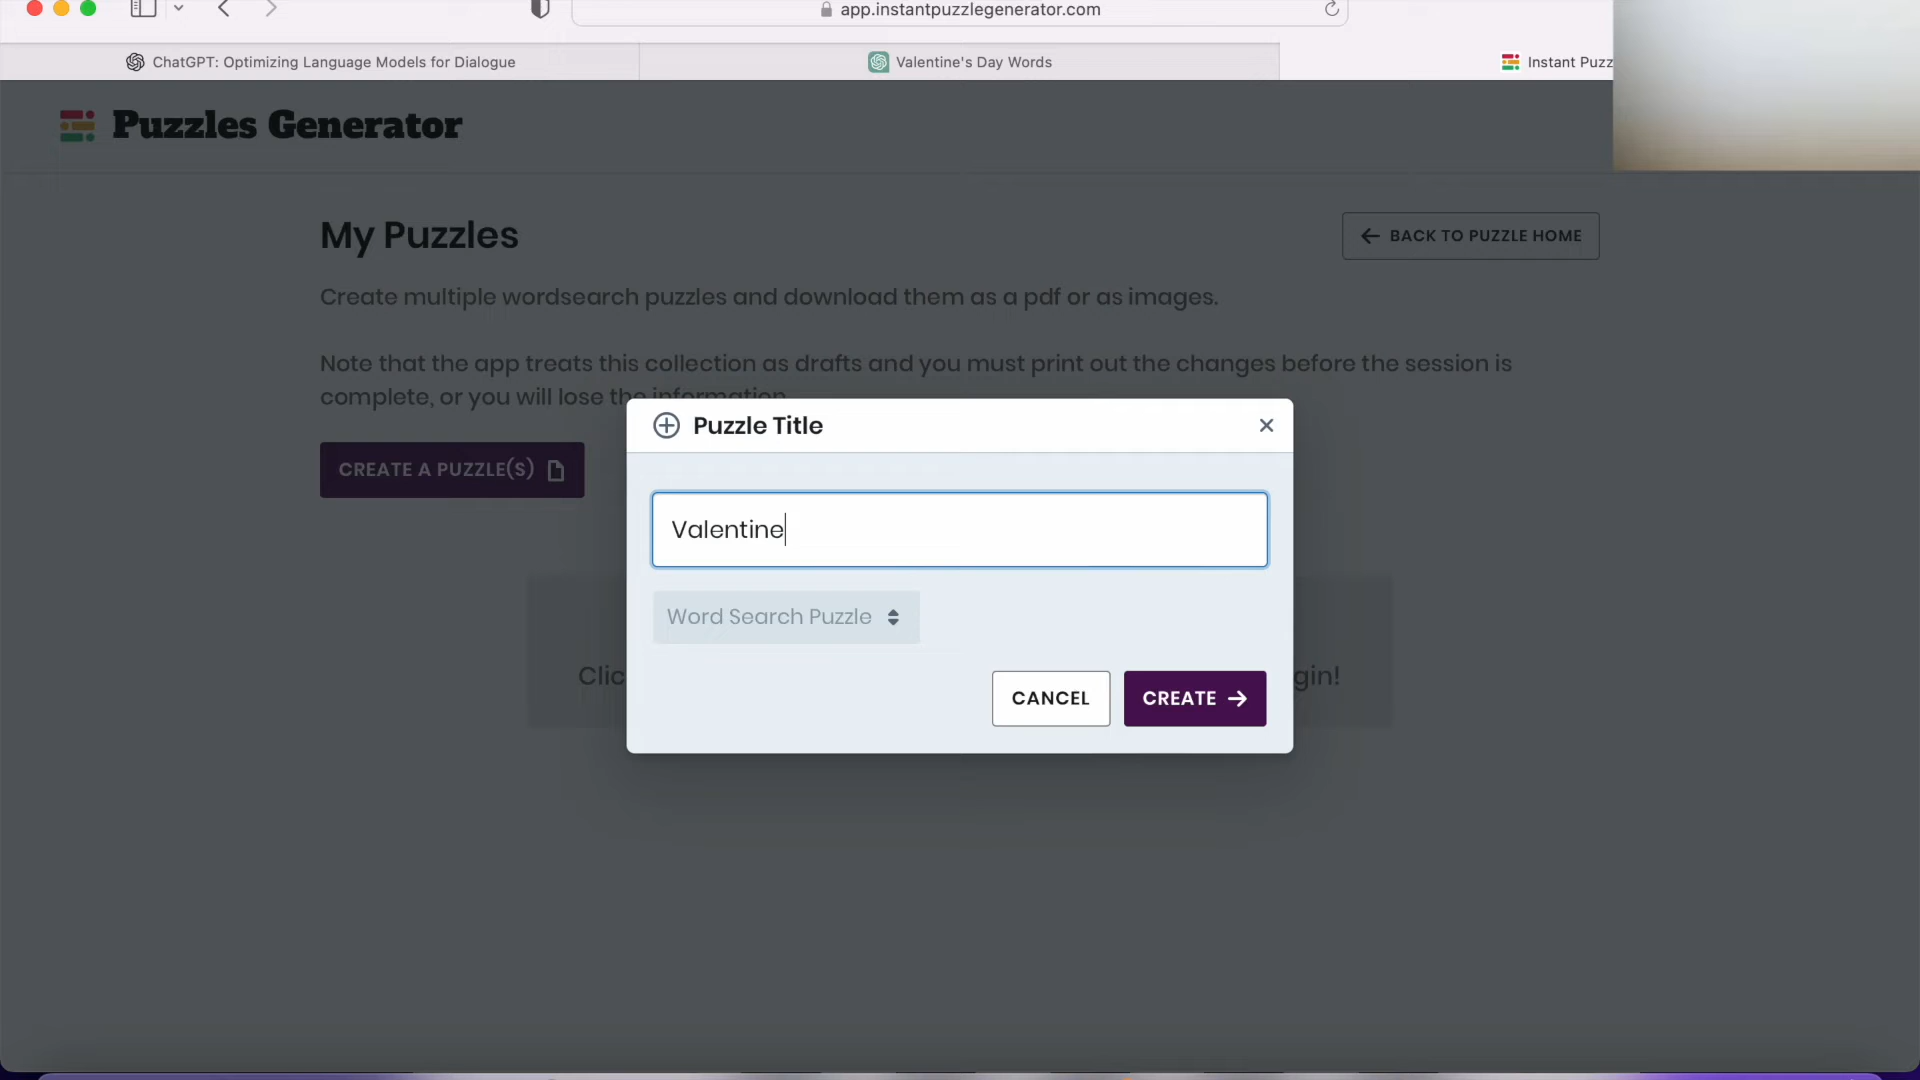 app.instantpuzzlegenerator.com
ChatGPT: Optimizing Language Models for Dialogue
Valentine's Day Words
Instant Puzz
Puzzles Generator
My Puzzles
BACK TO PUZZLE HOME
Create multiple wordsearch puzzles and download them as a pdf or as images.
Note that the app treats this collection as drafts and you must print out the changes before the session is
complete, or you will lose the information.
CREATE A PUZZLE(S)
Puzzle Title
Valentine
Word Search Puzzle
Clic
gin!
CANCEL
CREATE